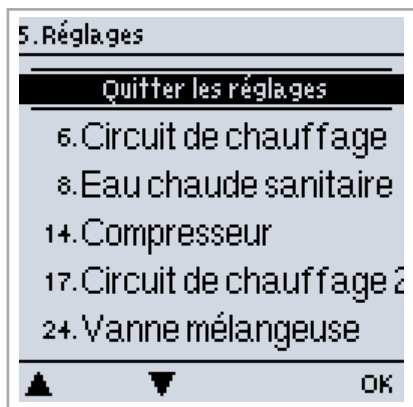 5.Réglages
Quitter les réglages
6.Circuit de chauffage
8.Eau chaude sanitaire
14.Compresseur
17.Circuit de chauffage 2
24.Vanne mélangeuse
OK